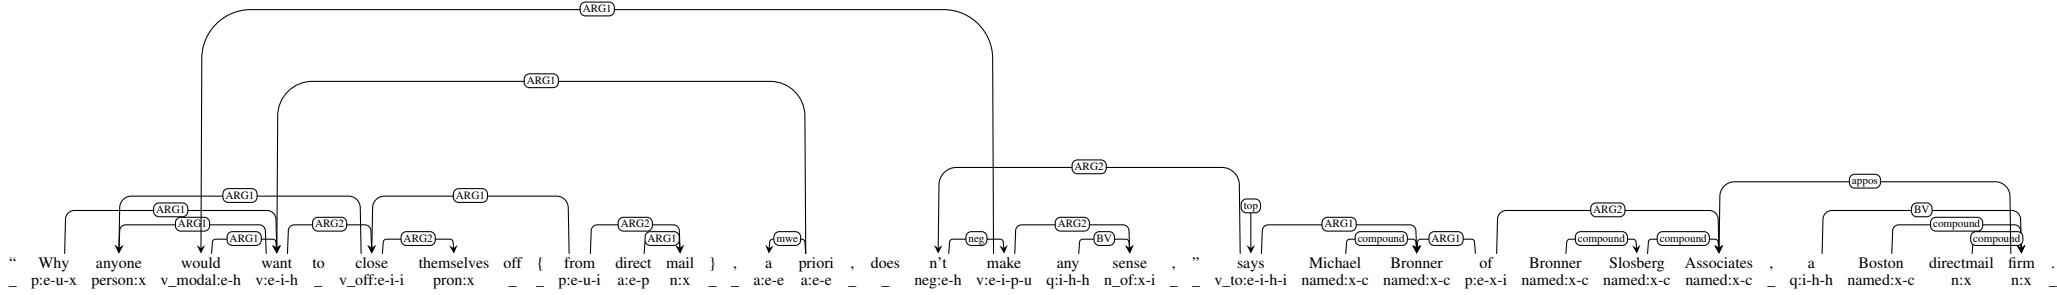 ARG1
ARG1
ARG2
appos
ARG1 ARG1 top
ARG1 ARG2 BV
ARG1 ARG2 ARG2 ARG2 ARG1 compound
ARG1 ARG2 ARG1 mwe neg BV compound ARG1 compound compound compound
“ Why anyone would want to close themselves off { from direct mail } , a priori , does n't make any sense , ” says Michael Bronner of Bronner Slosberg Associates , a Boston directmail firm .
_ p:e-u-x person:x v_modal:e-h v:e-i-h _ v_off:e-i-i pron:x _ _ p:e-u-i a:e-p n:x _ _ a:e-e a:e-e _ _ neg:e-h v:e-i-p-u q:i-h-h n_of:x-i _ _ v_to:e-i-h-i named:x-c named:x-c p:e-x-i named:x-c named:x-c named:x-c _ q:i-h-h named:x-c n:x n:x _